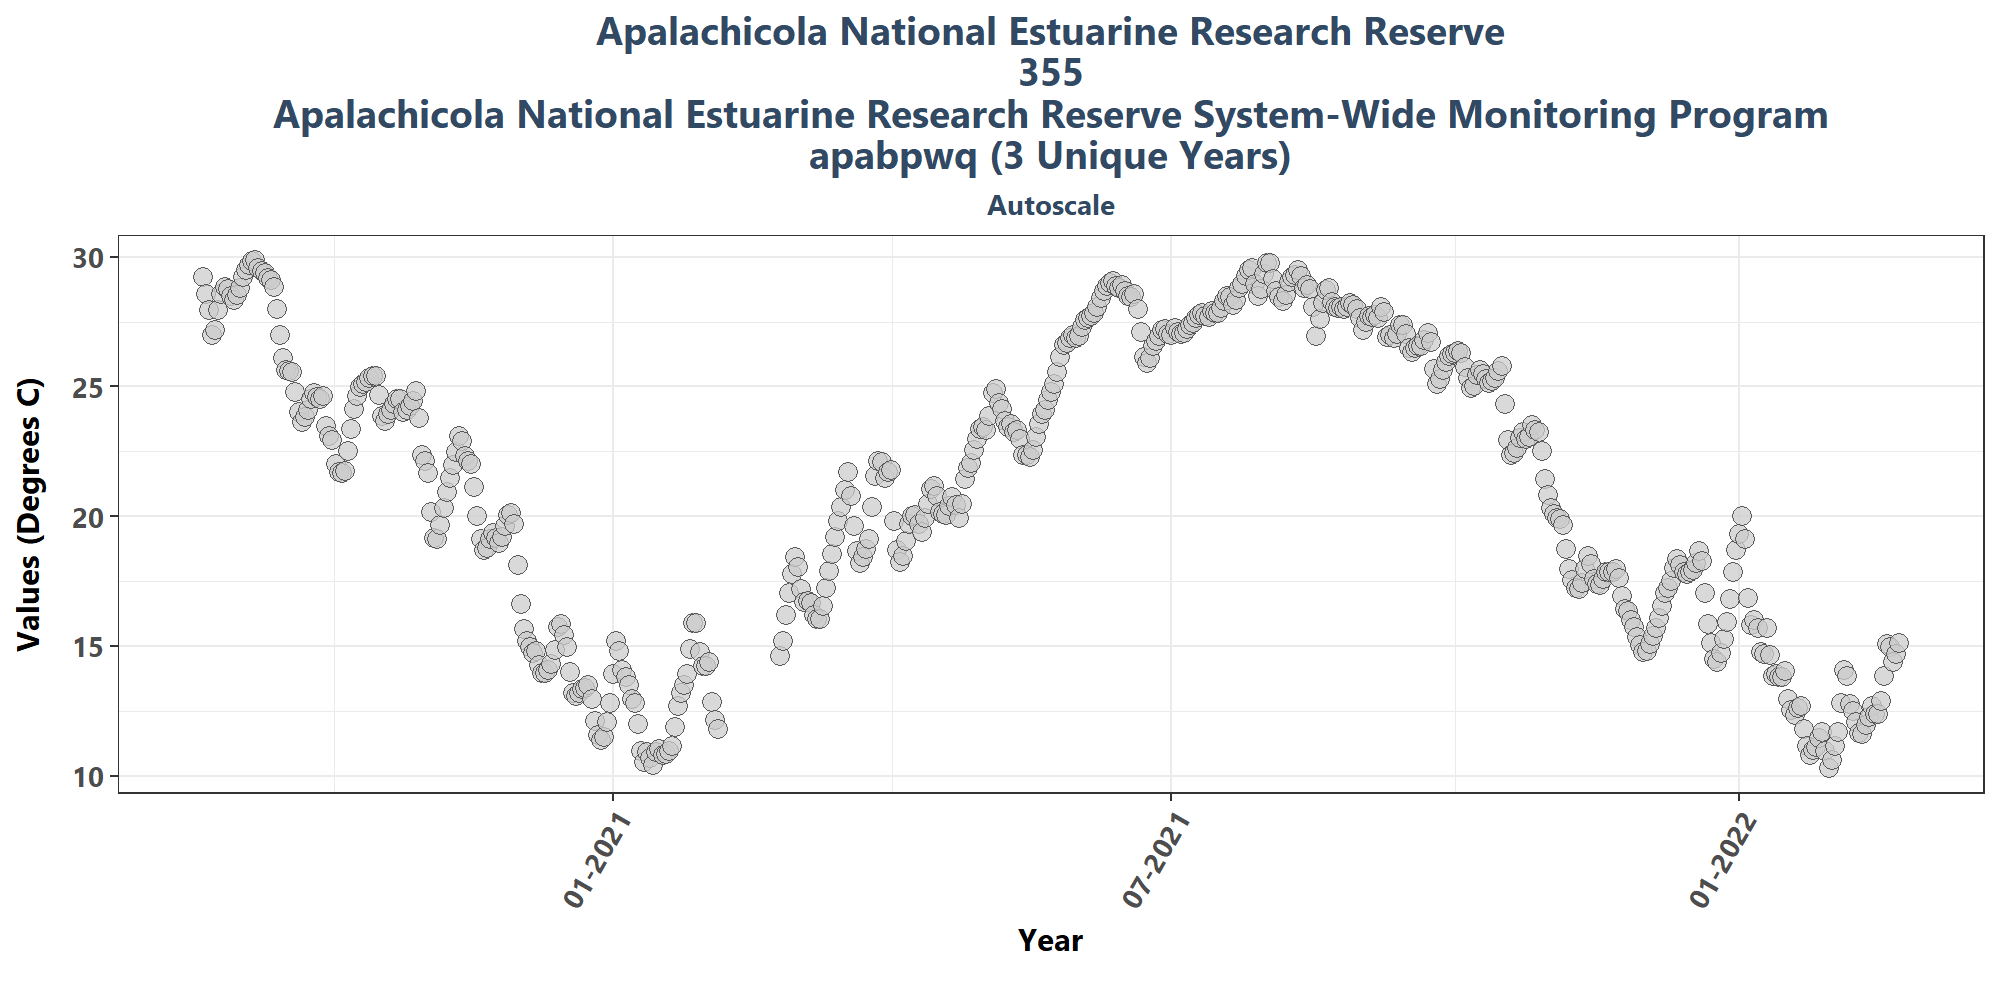 Apalachicola National Estuarine Research Reserve
355
Apalachicola National Estuarine Research Reserve System-Wide Monitoring Program
apabpwq (3 Unique Years)
Autoscale
Values (Degrees C)
30
25
20
15
10
01-2021
07-2021
01-2022
Year